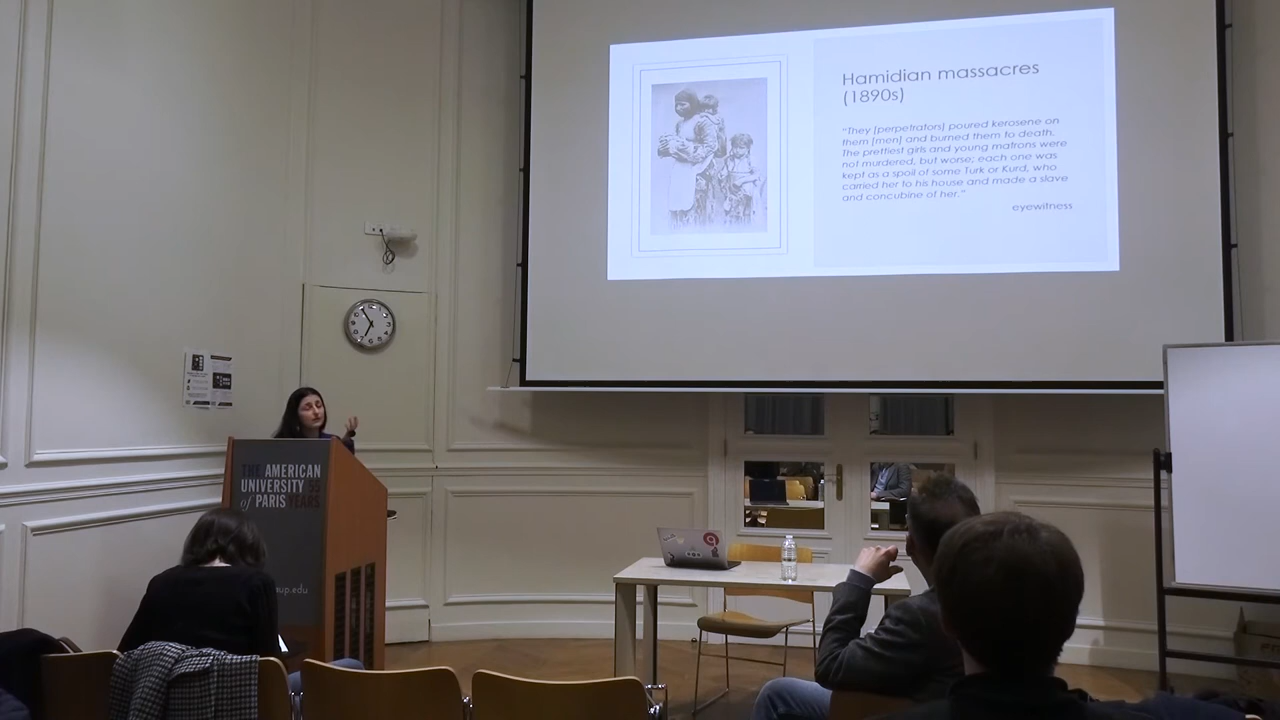 Hamidian massacres
(1890s)
"They [perpetrators] poured kerosene on
them [men] and burned them to death.
The prettiest girls and young matrons were
not murdered, but worse; each one was
kept as a spoil of some Turk or Kurd, who
carried her to his house and made a slave
and concubine of her."
eyewitness
THE AMERICAN
UNIVERSITY
of PARIS YEARS
aup.edu